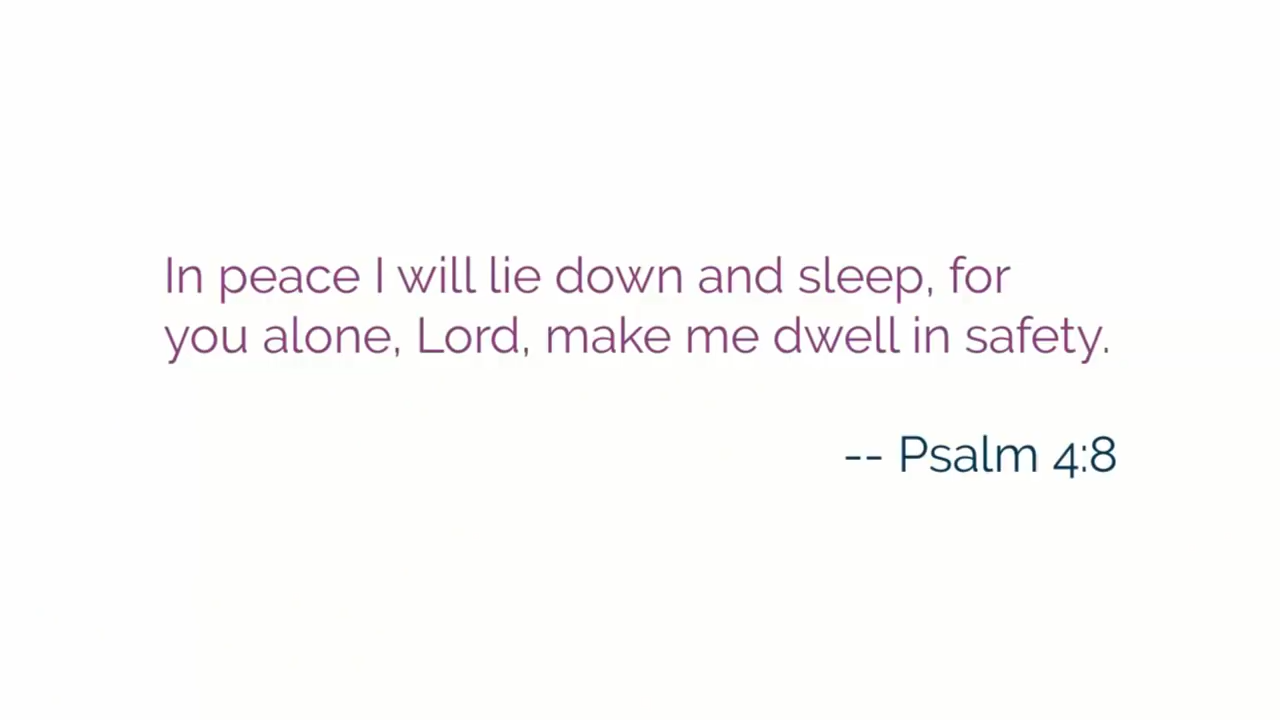 In peace I will lie down and sleep, for
you alone, Lord, make me dwell in safety.
-- Psalm 4:8